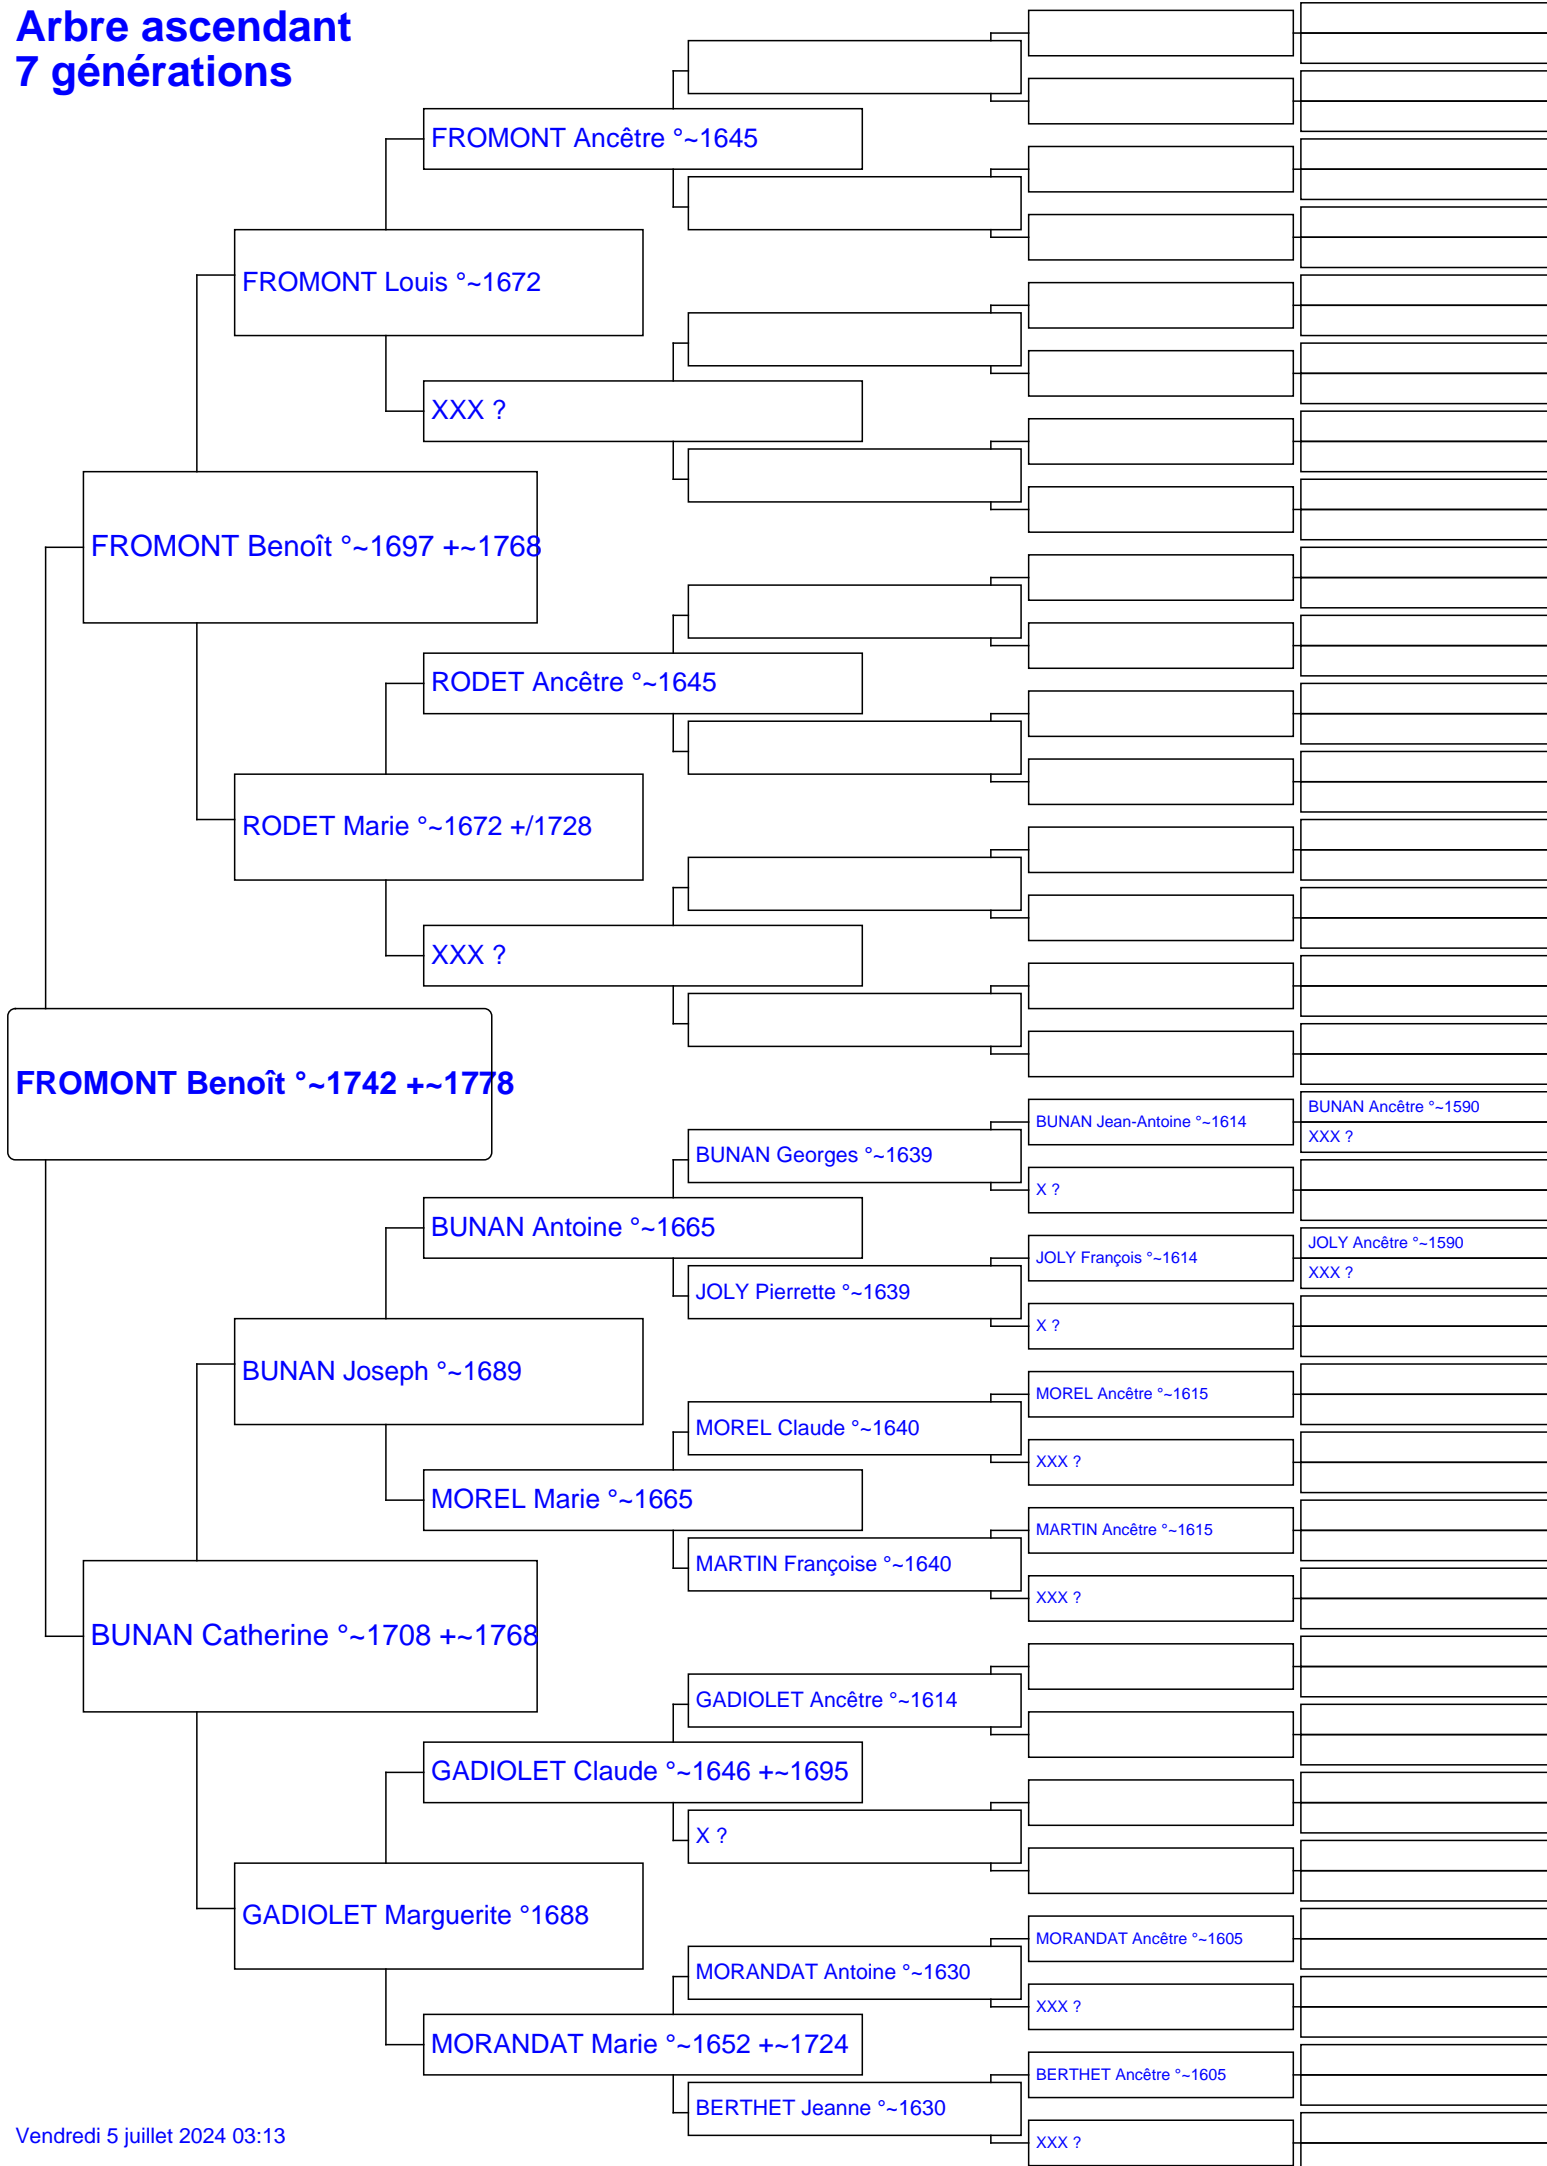 Arbre ascendant
7 générations
FROMONT Ancêtre °~1645
FROMONT Louis °~1672
XXX ?
FROMONT Benoît °~1697 +~1768
RODET Ancêtre °~1645
RODET Marie °~1672 +/1728
XXX ?
FROMONT Benoît °~1742 +~1778
BUNAN Ancêtre °~1590
BUNAN Jean-Antoine °~1614
XXX ?
BUNAN Georges °~1639
X ?
BUNAN Antoine °~1665
JOLY Ancêtre °~1590
JOLY François °~1614
XXX ?
JOLY Pierrette °~1639
X ?
BUNAN Joseph °~1689
MOREL Ancêtre °~1615
MOREL Claude °~1640
XXX ?
MOREL Marie °~1665
MARTIN Ancêtre °~1615
MARTIN Françoise °~1640
XXX ?
BUNAN Catherine °~1708 +~1768
GADIOLET Ancêtre °~1614
GADIOLET Claude °~1646 +~1695
X ?
GADIOLET Marguerite °1688
MORANDAT Ancêtre °~1605
MORANDAT Antoine °~1630
XXX ?
MORANDAT Marie °~1652 +~1724
BERTHET Ancêtre °~1605
BERTHET Jeanne °~1630
XXX ?
Vendredi 5 juillet 2024 03:13